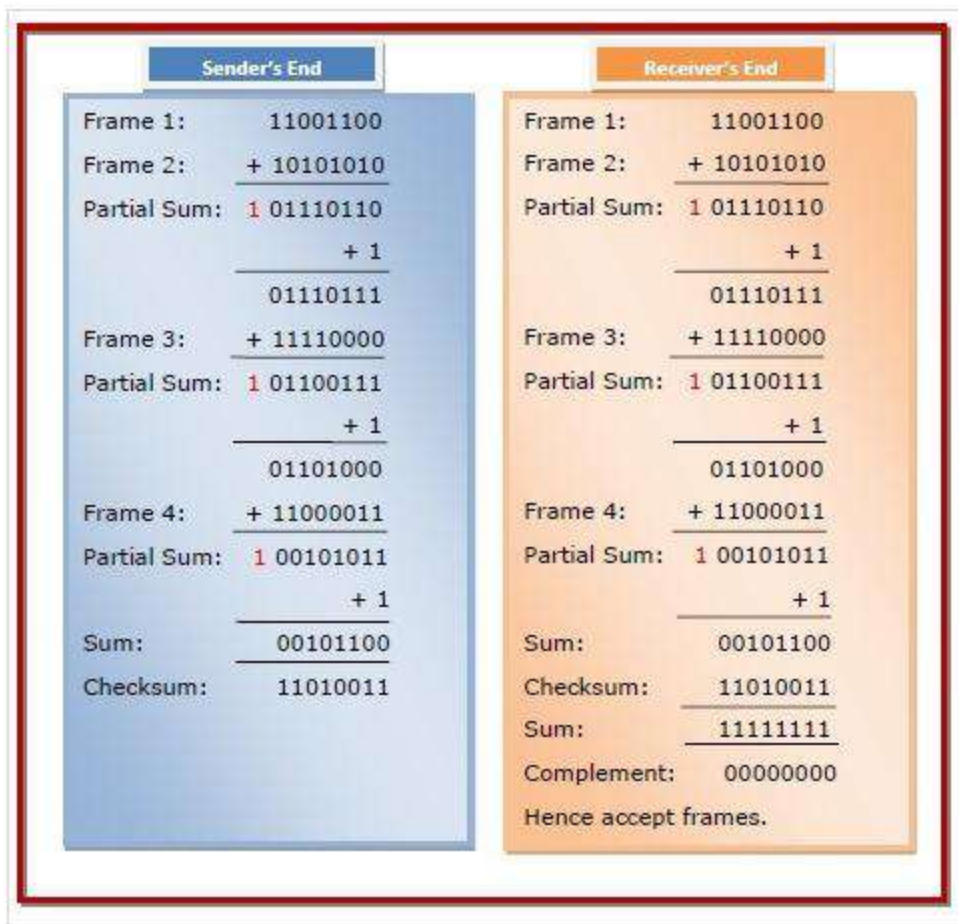 Sender's End
Frame 1: 11001100
Frame 2: + 10101010
Partial Sum: 1 01110110
+ 1
01110111
Frame 3: + 11110000
Partial Sum: 1 01100111
+ 1
01101000
Frame 4: + 11000011
Partial Sum: 1 00101011
+ 1
Sum: 00101100
Checksum: 11010011
Receiver's End
Frame 1: 11001100
Frame 2: + 10101010
Partial Sum: 1 01110110
+ 1
01110111
Frame 3: + 11110000
Partial Sum: 1 01100111
+ 1
01101000
Frame 4: + 11000011
Partial Sum: 1 00101011
+ 1
Sum: 00101100
Checksum: 11010011
Sum: 11111111
Complement: 00000000
Hence accept frames.